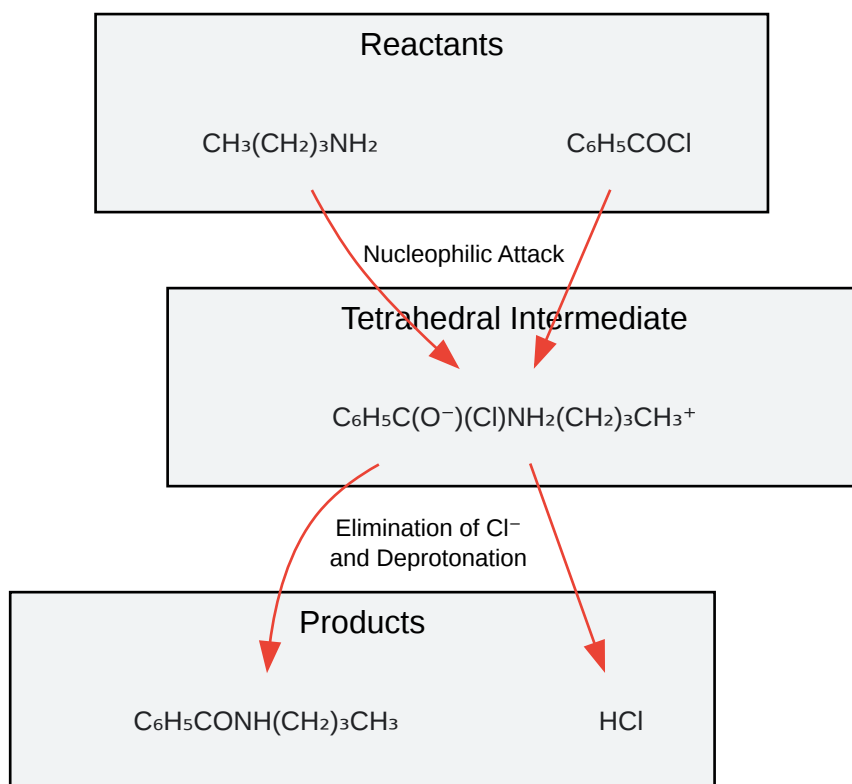 Reactants
CH₃(CH₂)₃NH₂ C₆H₅COCl
Nucleophilic Attack
Tetrahedral Intermediate
C₆H₅C(O⁻)(Cl)NH₂(CH₂)₃CH₃⁺
Elimination of Cl⁻
and Deprotonation
Products
C₆H₅CONH(CH₂)₃CH₃ HCl